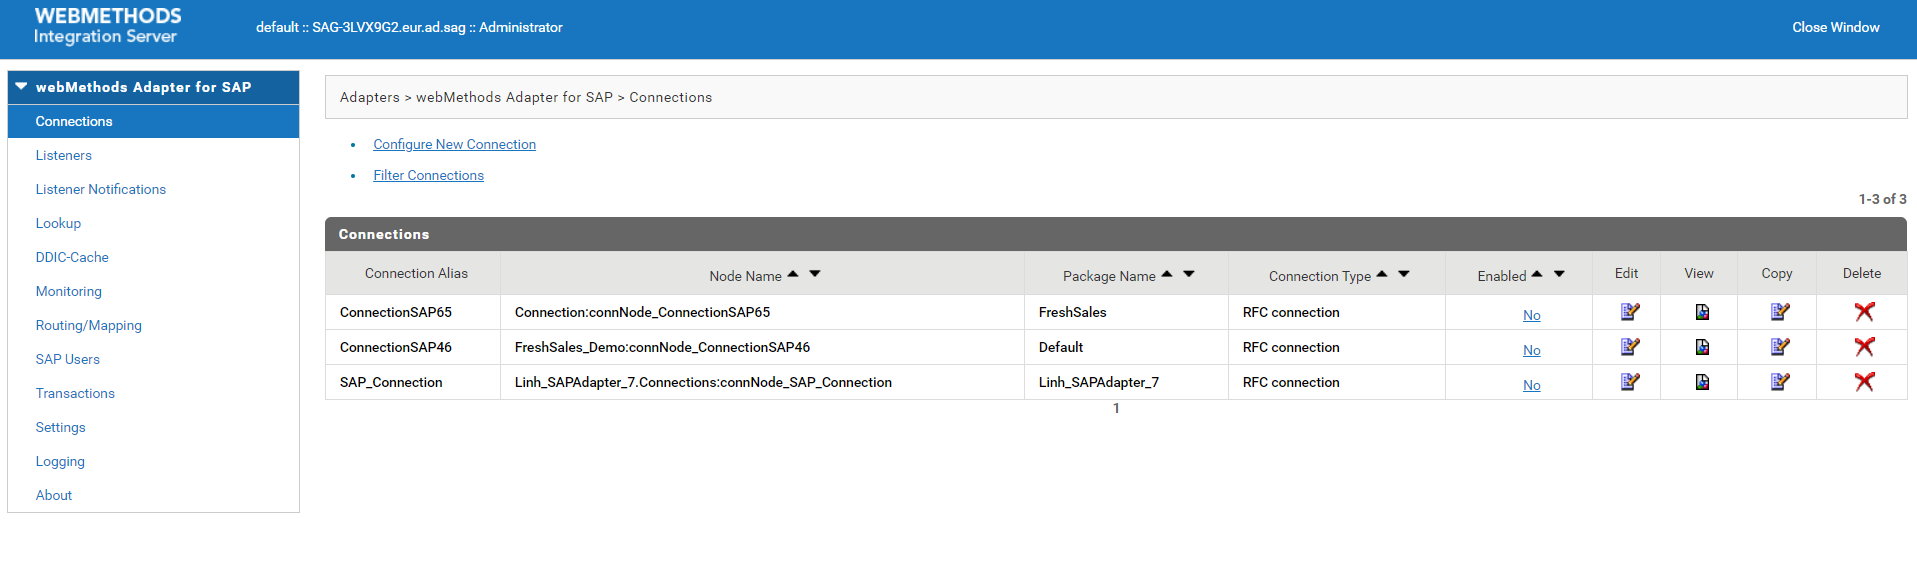 WEBMETHODS
Integration Server
default :: SAG-3LVX9G2.eur.ad.sag :: Administrator
Close Window
webMethods Adapter for SAP
Connections
Listeners
Listener Notifications
Lookup
DDIC-Cache
Monitoring
Routing/Mapping
SAP Users
Transactions
Settings
Logging
About
Adapters > webMethods Adapter for SAP > Connections
• Configure New Connection
• Filter Connections
1-3 of 3
Connections
Connection Alias Node Name Package Name Connection Type Enabled Edit View Copy Delete
ConnectionSAP65 Connection:connNode_ConnectionSAP65 FreshSales RFC connection No
ConnectionSAP46 FreshSales_Demo:connNode_ConnectionSAP46 Default RFC connection No
SAP_Connection Linh_SAPAdapter_7.Connections:connNode_SAP_Connection Linh_SAPAdapter_7 RFC connection No
1